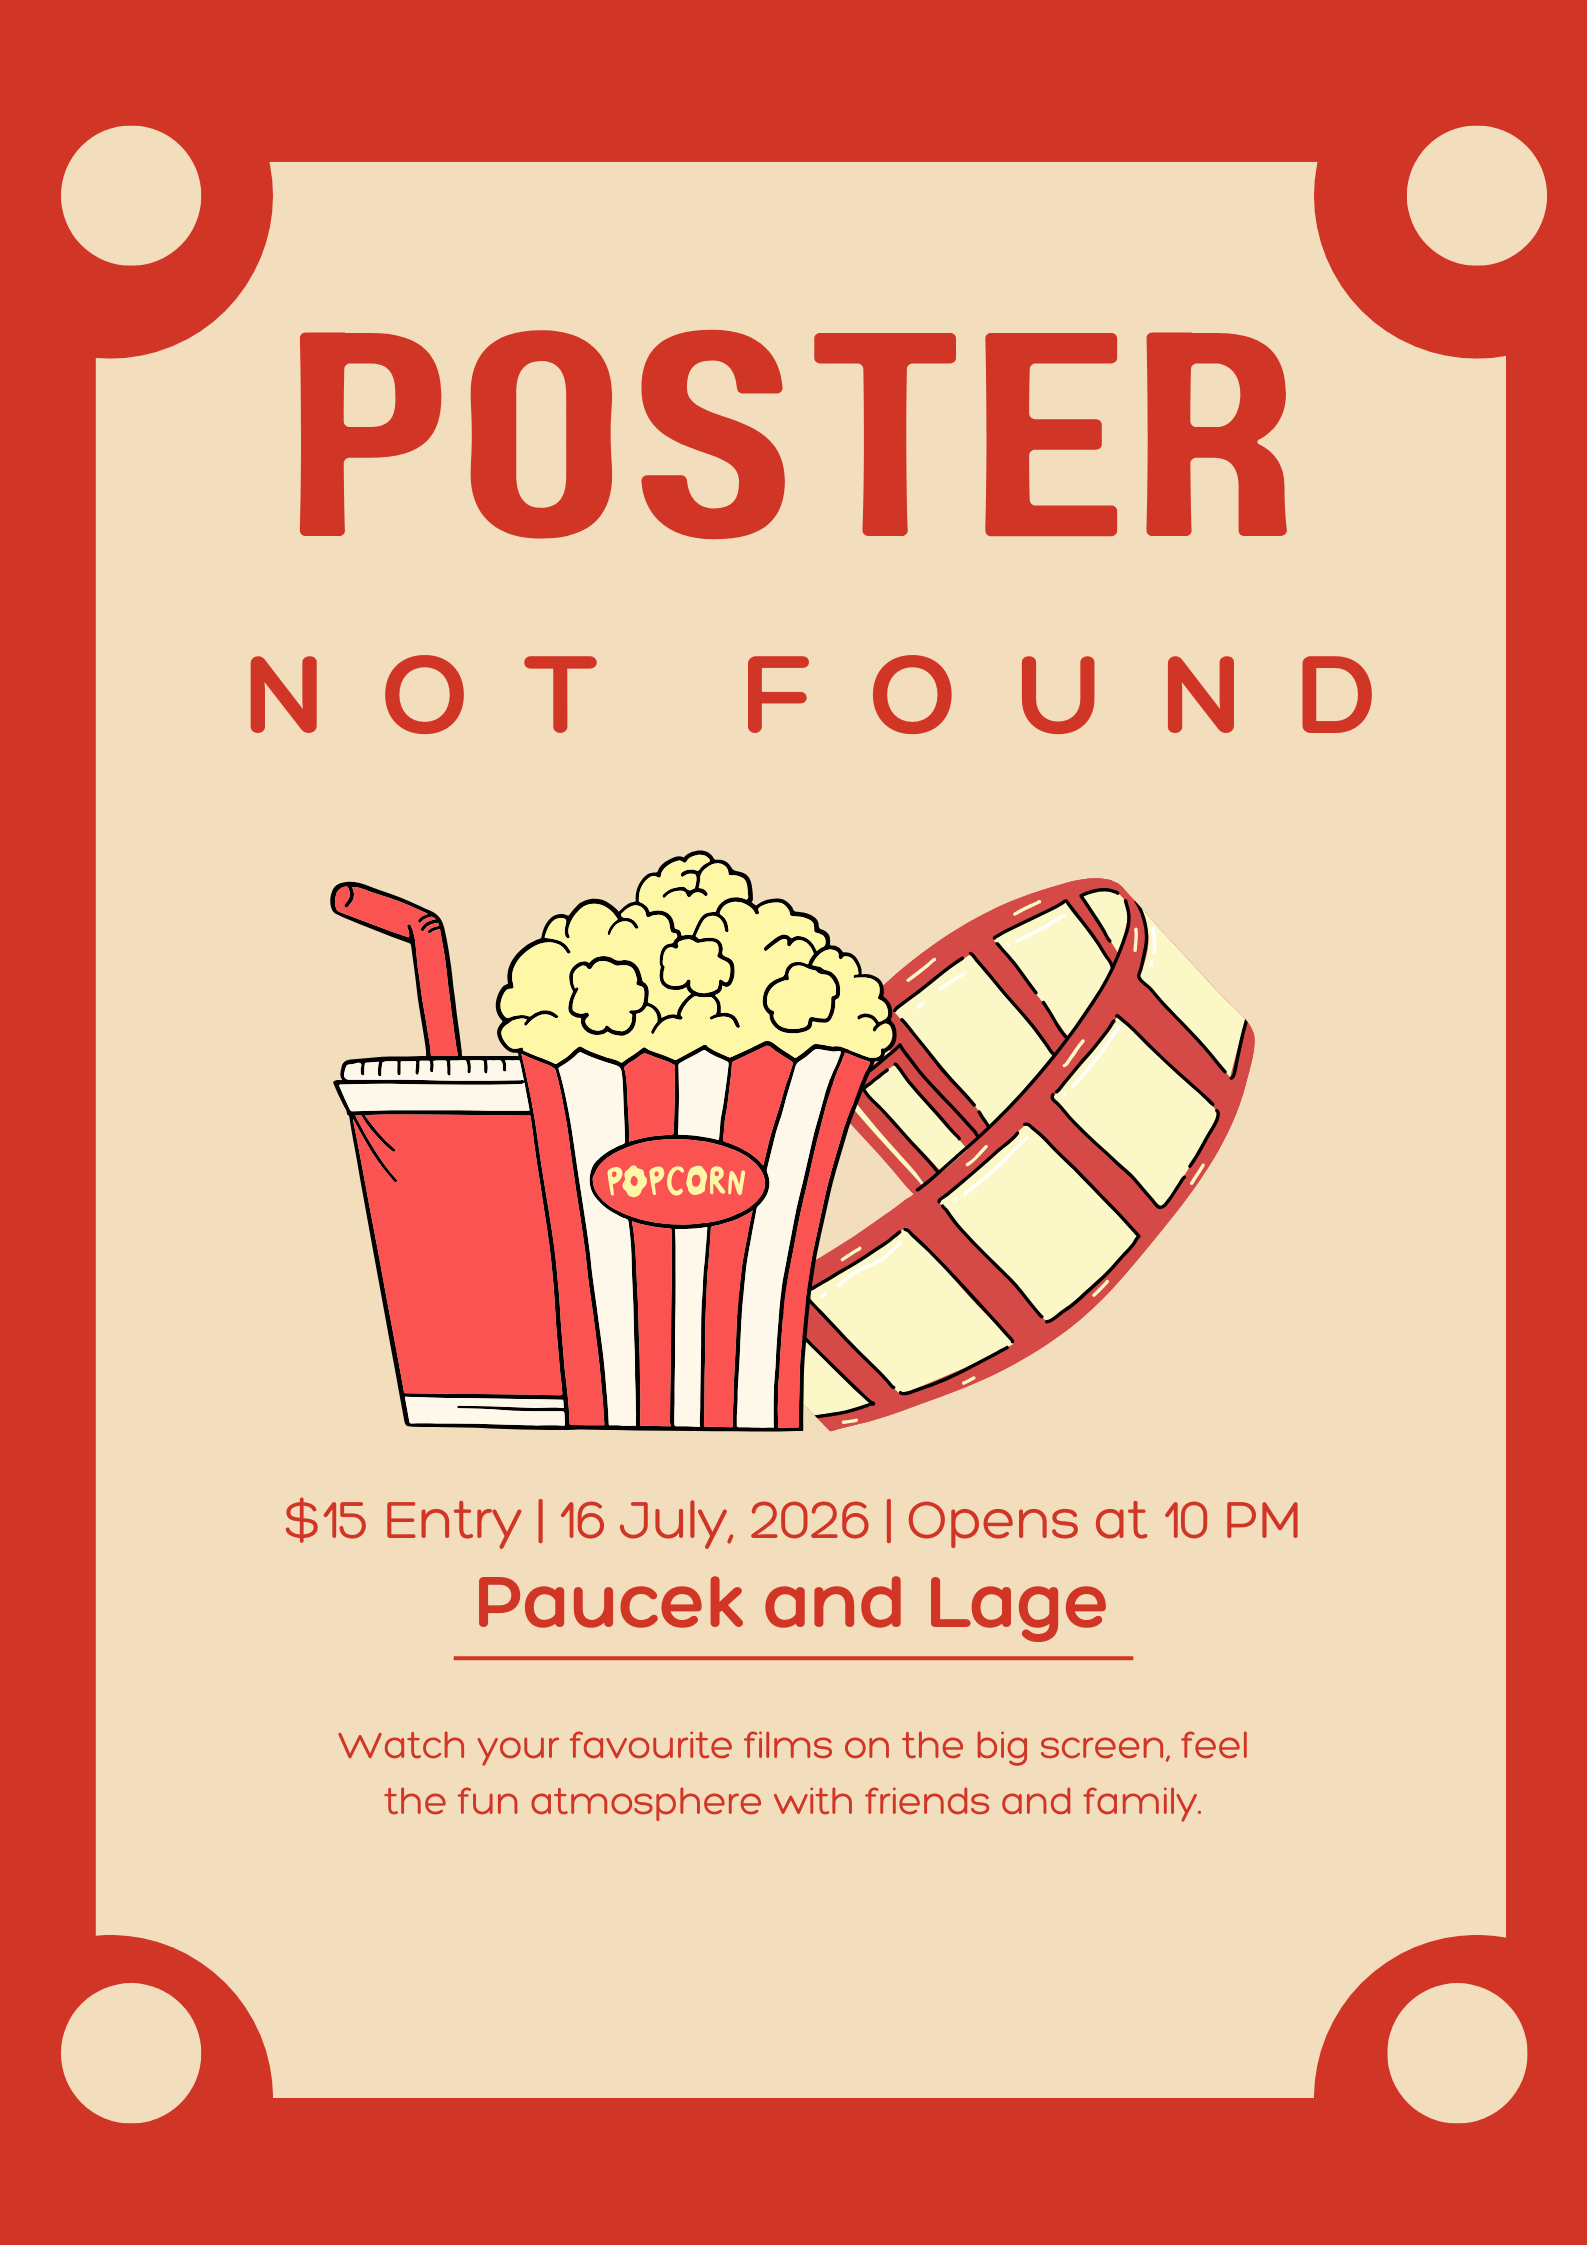 POSTER
NOT FOUND
POPCORN
$15 Entry | 16 July, 2026 | Opens at 10 PM
Paucek and Lage
Watch your favourite films on the big screen, feel
the fun atmosphere with friends and family.